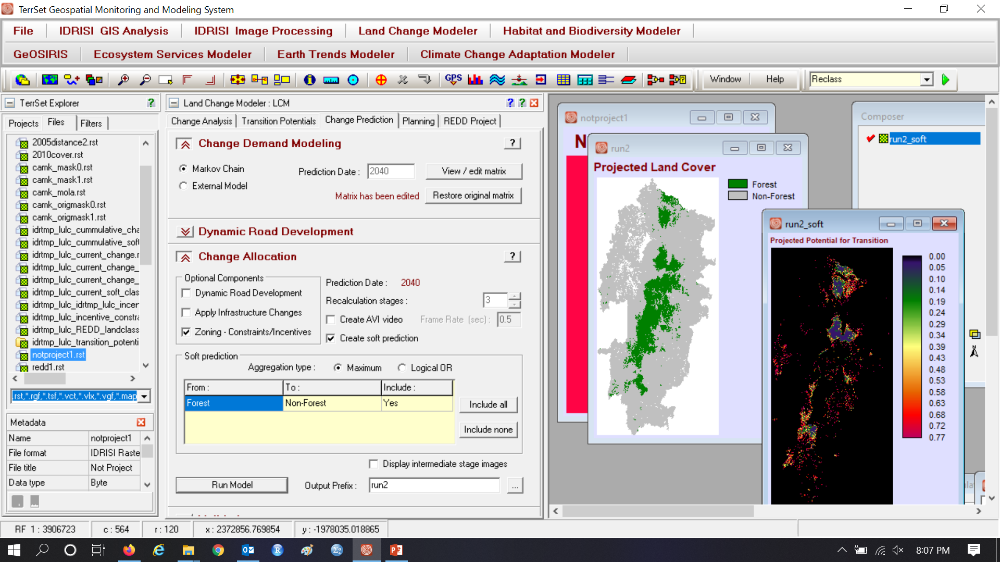 TerrSet Geospatial Monitoring and Modeling System
File IDRISI GIS Analysis IDRISI Image Processing Land Change Modeler Habitat and Biodiversity Modeler
GeOSIRIS Ecosystem Services Modeler Earth Trends Modeler Climate Change Adaptation Modeler
GPS Window Help Reclass
TerrSet Explorer ?
Projects Files Filters
2005distance2.rst
2010cover.rst
camk_mask0.rst
camk_mask1.rst
camk_mola.rst
camk_origmask0.rst
camk_origmask1.rst
idrtmp_lulc_cummulative_cha
idrtmp_lulc_cummulative_soft
idrtmp_lulc_current_change.r
idrtmp_lulc_current_change_
idrtmp_lulc_current_change_
idrtmp_lulc_current_soft_clas
idrtmp_lulc_idrtmp_lulc_incer
idrtmp_lulc_incentive_constra
idrtmp_lulc_REDD_landclass
idrtmp_lulc_transition_potenti
notproject1.rst
redd1.rst
.rst,*.rgf,*.tsf,*.vct,*.vlx,*.vgf,*.map
Metadata
Name notproject1
File format IDRISI Raste
File title Not Project
Data type Byte
Land Change Modeler : LCM ? ?
Change Analysis Transition Potentials Change Prediction Planning REDD Project
Change Demand Modeling ?
Markov Chain Prediction Date : 2040 View / edit matrix
External Model
Matrix has been edited Restore original matrix
Dynamic Road Development
Change Allocation ?
Optional Components
Dynamic Road Development
Apply Infrastructure Changes
Zoning - Constraints/Incentives
Prediction Date : 2040
Recalculation stages : 3
Create AVI video Frame Rate (sec) : 0.5
Create soft prediction
Soft prediction
Aggregation type : Maximum Logical OR
From : To : Include :
Forest Non-Forest Yes
Include all
Include none
Display intermediate stage images
Run Model Output Prefix : run2 ...
notproject1
N
run2
Projected Land Cover
Forest
Non-Forest
Composer
run2_soft
run2_soft
Projected Potential for Transition
0.00
0.05
0.10
0.14
0.19
0.24
0.29
0.34
0.39
0.43
0.48
0.53
0.58
0.63
0.68
0.72
0.77
RF 1 : 3906723 c : 564 r : 120 x : 2372856.769854 y : -1978035.018865
8:07 PM